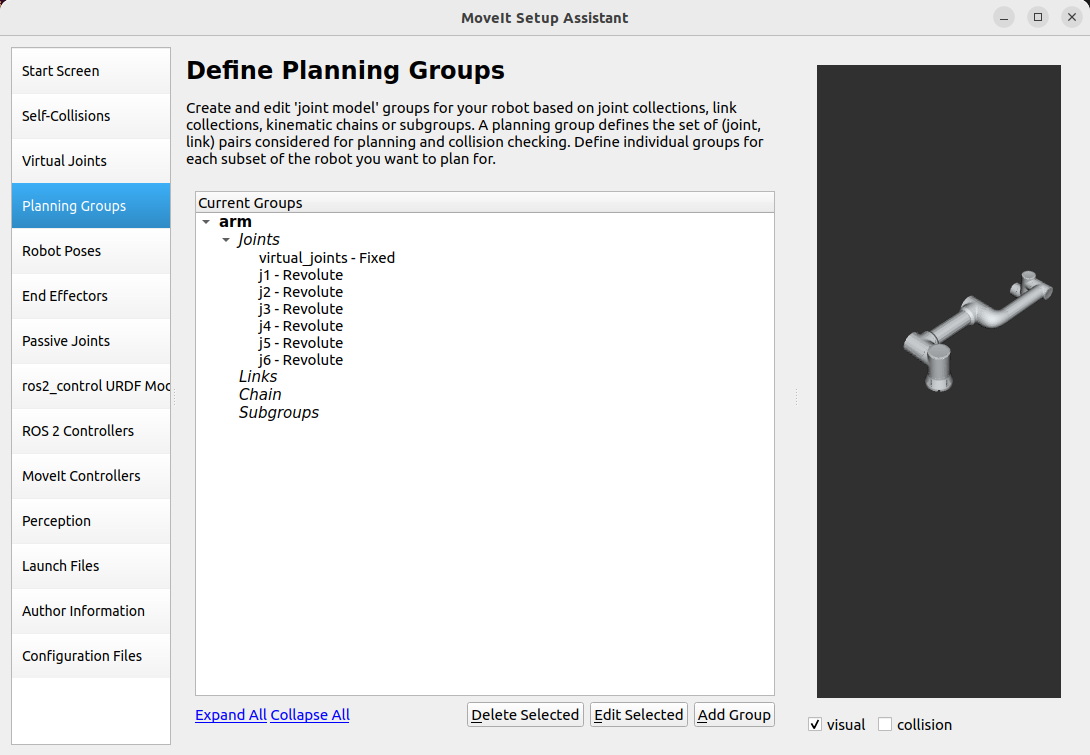 MoveIt Setup Assistant
Start Screen
Self-Collisions
Virtual Joints
Planning Groups
Robot Poses
End Effectors
Passive Joints
ros2_control URDF Mod
ROS 2 Controllers
MoveIt Controllers
Perception
Launch Files
Author Information
Configuration Files
Define Planning Groups
Create and edit 'joint model' groups for your robot based on joint collections, link
collections, kinematic chains or subgroups. A planning group defines the set of (joint,
link) pairs considered for planning and collision checking. Define individual groups for
each subset of the robot you want to plan for.
Current Groups
arm
Joints
virtual_joints - Fixed
j1 - Revolute
j2 - Revolute
j3 - Revolute
j4 - Revolute
j5 - Revolute
j6 - Revolute
Links
Chain
Subgroups
Expand All Collapse All
Delete Selected
Edit Selected
Add Group
visual
collision